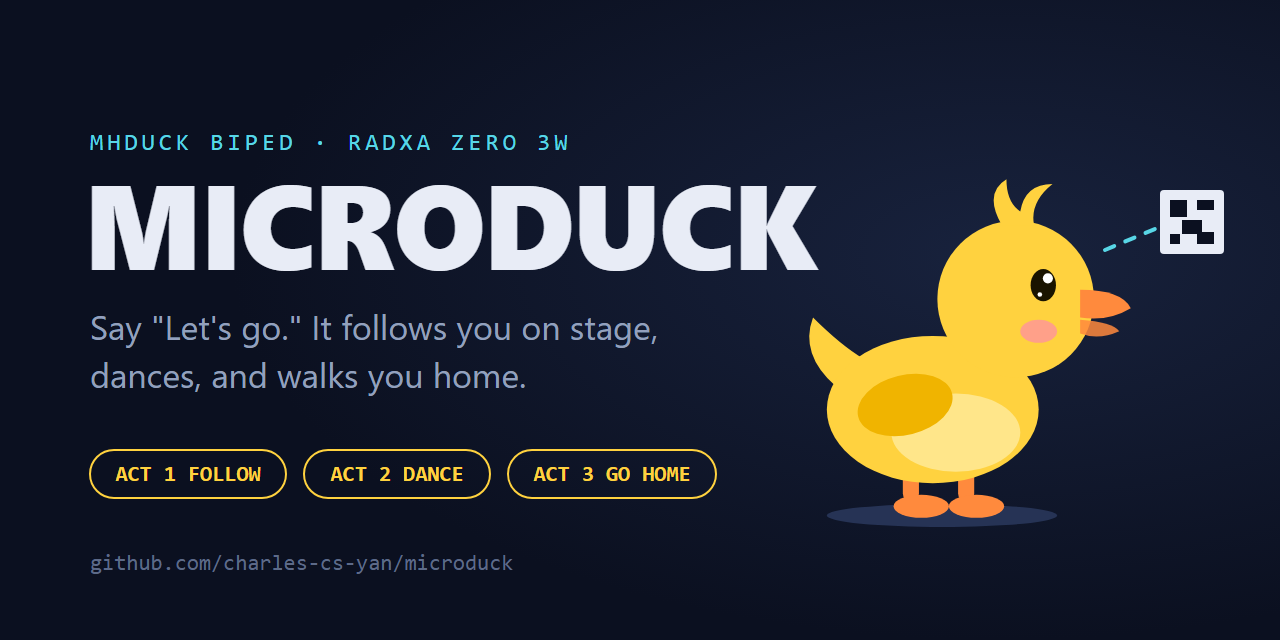 MHDUCK BIPED · RADXA ZERO 3W
MICRODUCK
Say "Let's go." It follows you on stage,
dances, and walks you home.
ACT 1 FOLLOW
ACT 2 DANCE
ACT 3 GO HOME
github.com/charles-cs-yan/microduck